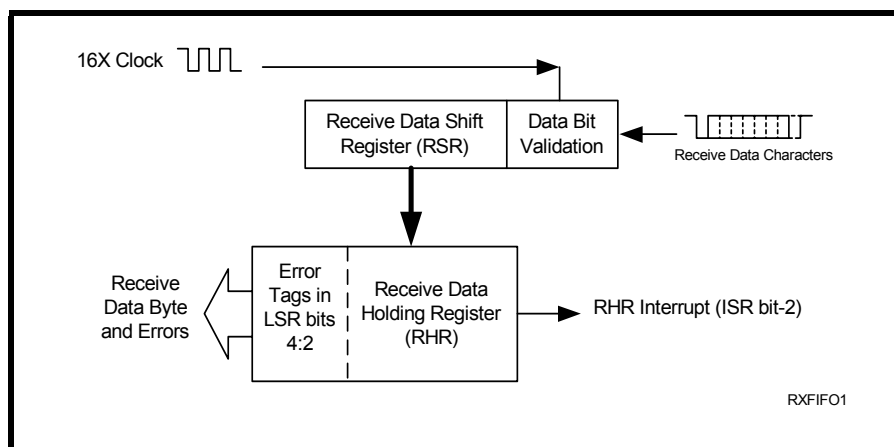 16X Clock
Receive Data Shift
Register (RSR)
Data Bit
Validation
Receive Data Characters
Receive
Data Byte
and Errors
Error
Tags in
LSR bits
4:2
Receive Data
Holding Register
(RHR)
RHR Interrupt (ISR bit-2)
RXFIFO1